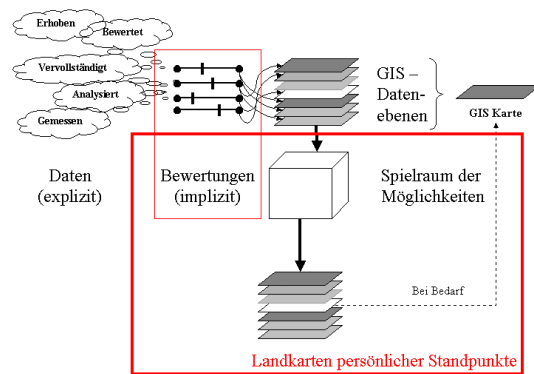 Erhoben
Bewertet
Vervollständigt
Analysiert
Gemessen
GIS –
Daten-
ebenen
GIS Karte
Daten
(explizit)
Bewertungen
(implizit)
Spielraum der
Möglichkeiten
Bei Bedarf
Landkarten persönlicher Standpunkte